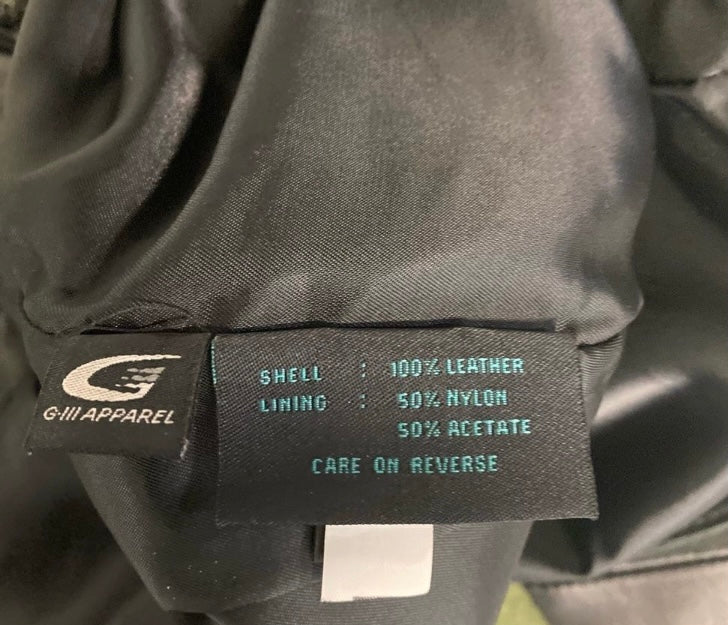 G-III APPAREL
SHELL : 100% LEATHER
LINING : 50% NYLON
50% ACETATE
CARE ON REVERSE